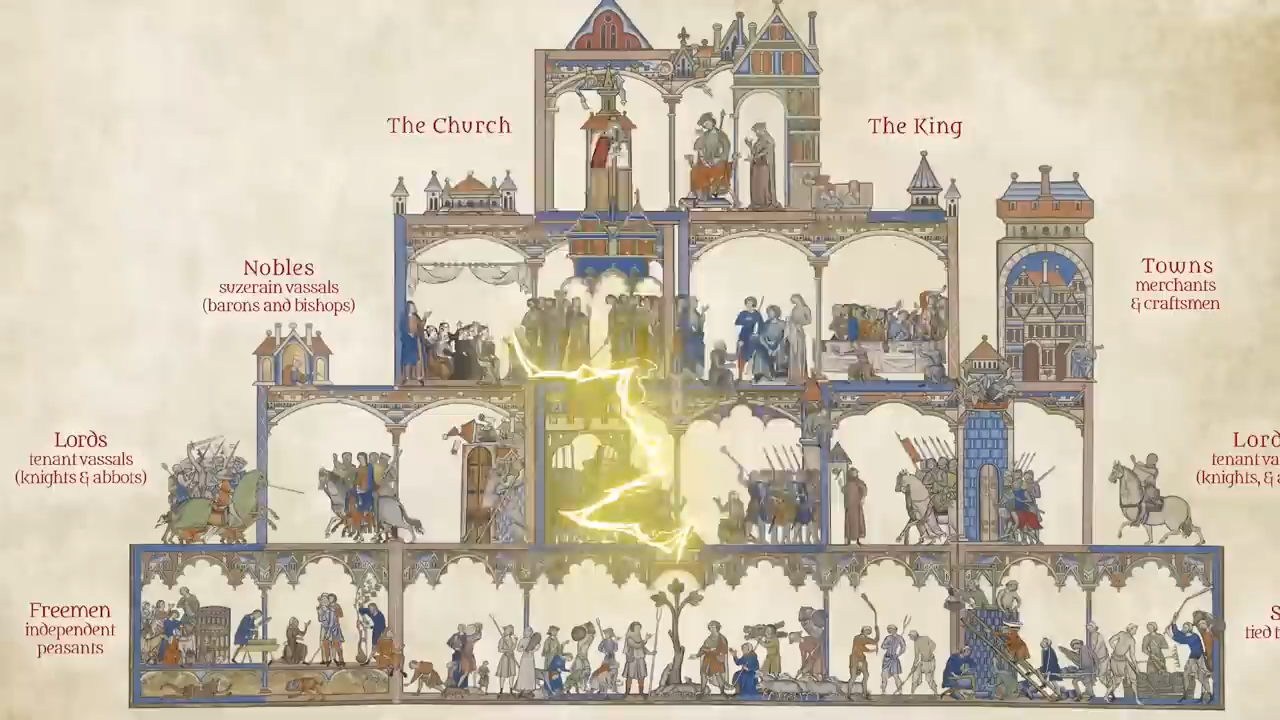 The Church
The King
Nobles
suzerain vassals
(barons and bishops)
Towns
merchants
& craftsmen
Lords
tenant vassals
(knights & abbots)
Freemen
independent
peasants